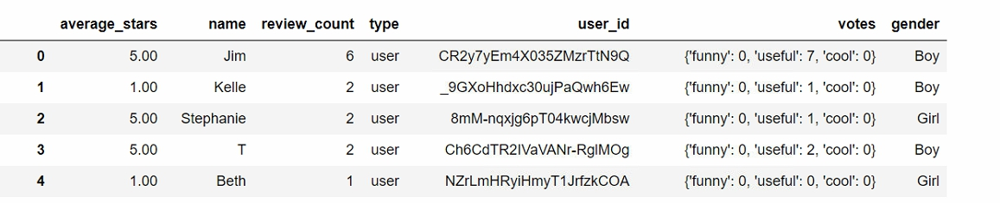 average_stars name review_count type user_id votes gender
0 5.00 Jim 6 user CR2y7yEm4X035ZMzrTtN9Q {'funny': 0, 'useful': 7, 'cool': 0} Boy
1 1.00 Kelle 2 user _9GXoHhdxc30ujPaQwh6Ew {'funny': 0, 'useful': 1, 'cool': 0} Boy
2 5.00 Stephanie 2 user 8mM-nqxjg6pT04kwcjMbsw {'funny': 0, 'useful': 1, 'cool': 0} Girl
3 5.00 T 2 user Ch6CdTR2IVaVANr-RglMOg {'funny': 0, 'useful': 2, 'cool': 0} Boy
4 1.00 Beth 1 user NZrLmHRyiHmyT1JrfzkCOA {'funny': 0, 'useful': 0, 'cool': 0} Girl